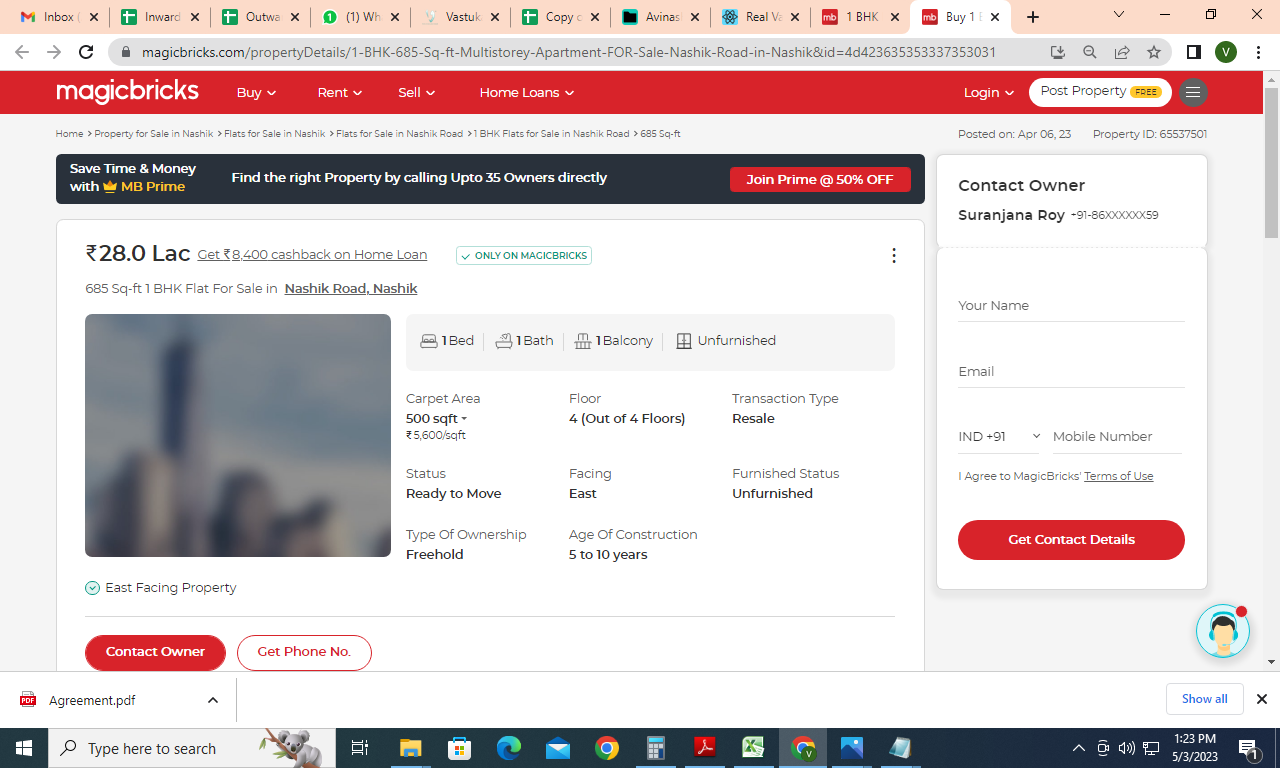 Inbox (
Inward
Outwa
(1) Wh
Vastuk
Copy c
Avinas
Real Va
1 BHK
Buy 1 B
magicbricks.com/propertyDetails/1-BHK-685-Sq-ft-Multistorey-Apartment-FOR-Sale-Nashik-Road-in-Nashik&id=4d423635353337353031
V
magicbricks
Buy
Rent
Sell
Home Loans
Login
Post Property FREE
Home > Property for Sale in Nashik > Flats for Sale in Nashik > Flats for Sale in Nashik Road > 1 BHK Flats for Sale in Nashik Road > 685 Sq-ft
Posted on: Apr 06, 23 Property ID: 65537501
Save Time & Money
with MB Prime
Find the right Property by calling Upto 35 Owners directly
Join Prime @ 50% OFF
₹28.0 Lac Get ₹8,400 cashback on Home Loan
ONLY ON MAGICBRICKS
685 Sq-ft 1 BHK Flat For Sale in Nashik Road, Nashik
1 Bed
1 Bath
1 Balcony
Unfurnished
Carpet Area
500 sqft
₹5,600/sqft
Floor
4 (Out of 4 Floors)
Transaction Type
Resale
Status
Ready to Move
Facing
East
Furnished Status
Unfurnished
Type Of Ownership
Freehold
Age Of Construction
5 to 10 years
East Facing Property
Contact Owner
Get Phone No.
Contact Owner
Suranjana Roy +91-86XXXXXX59
Your Name
Email
IND +91
Mobile Number
I Agree to MagicBricks' Terms of Use
Get Contact Details
PDF
Agreement.pdf
Show all
Type here to search
V
1:23 PM
5/3/2023
1